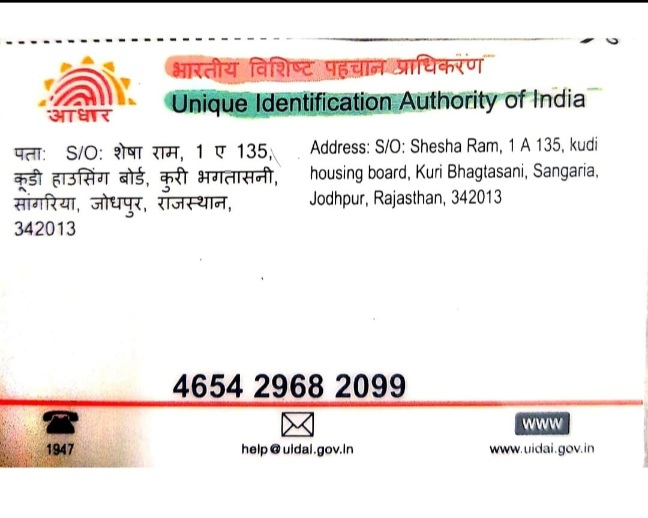 भारतीय विशिष्ट पहचान प्राधिकरण
Unique Identification Authority of India
आधार
पता: S/O: शेषा राम, 1 ए 135,
कूडी हाउसिंग बोर्ड, कुरी भगतासनी,
सांगरिया, जोधपुर, राजस्थान,
342013
Address: S/O: Shesha Ram, 1 A 135, kudi
housing board, Kuri Bhagtasani, Sangaria,
Jodhpur, Rajasthan, 342013
4654 2968 2099
1947
help@uidai.gov.in
www
www.uidai.gov.in